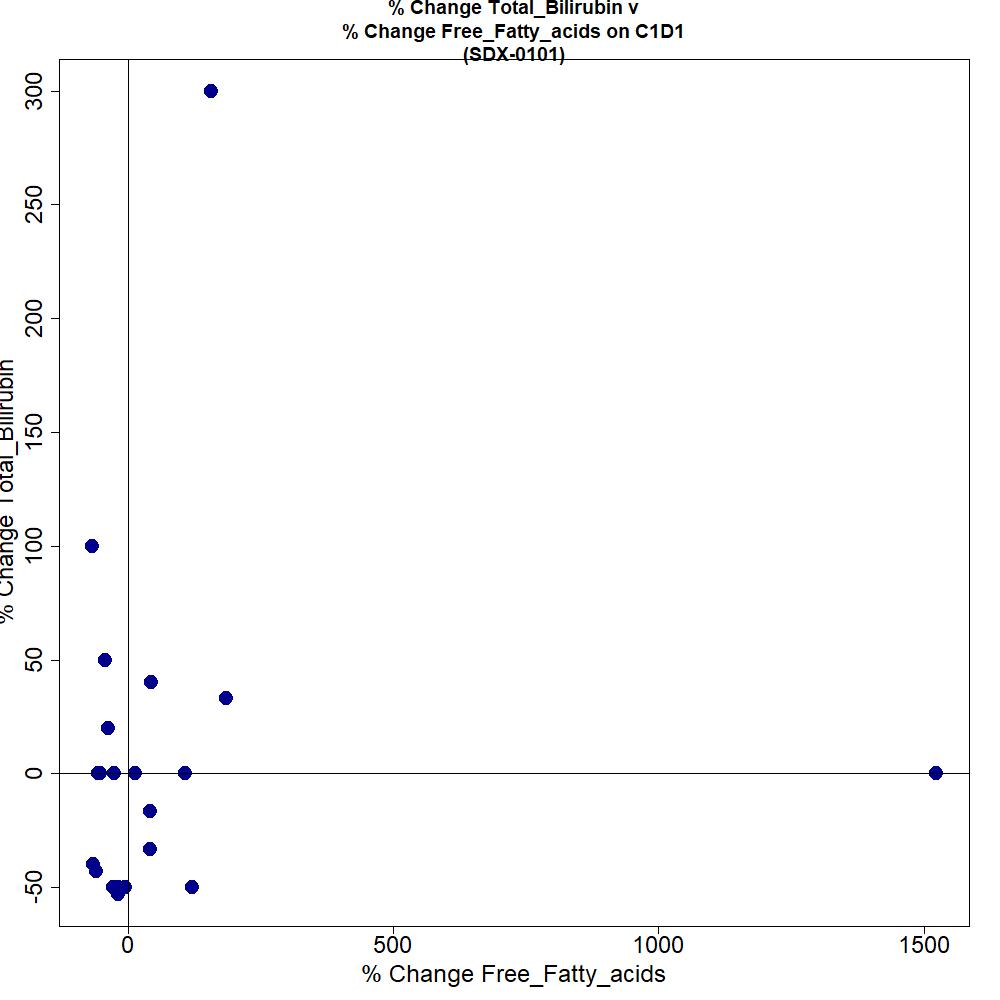 % Change Total_Bilirubin v
% Change Free_Fatty_acids on C1D1
(SDX-0101)
% Change Total_Bilirubin
300
250
200
150
100
50
0
-50
0
500
1000
1500
% Change Free_Fatty_acids